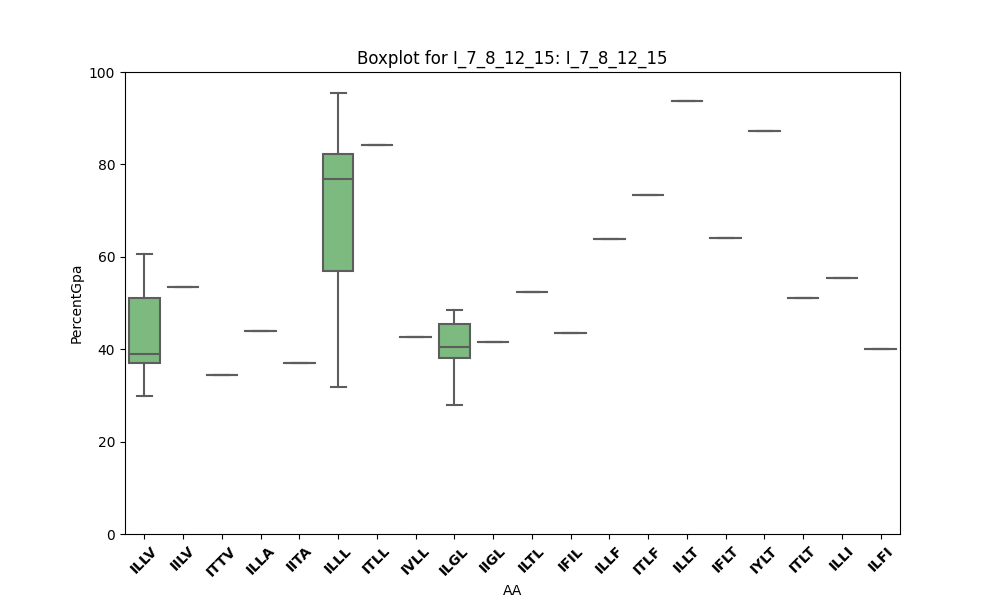 Boxplot for I_7_8_12_15: I_7_8_12_15
100
80
60
40
20
0
PercentGpa
ILLV IILV ITTV ILLA IITA ILLL ITLL IVLL ILGL IIGL ILTL IFIL ILLF ITLF ILLT IFLT IYLT ITLT ILLI ILFI
AA